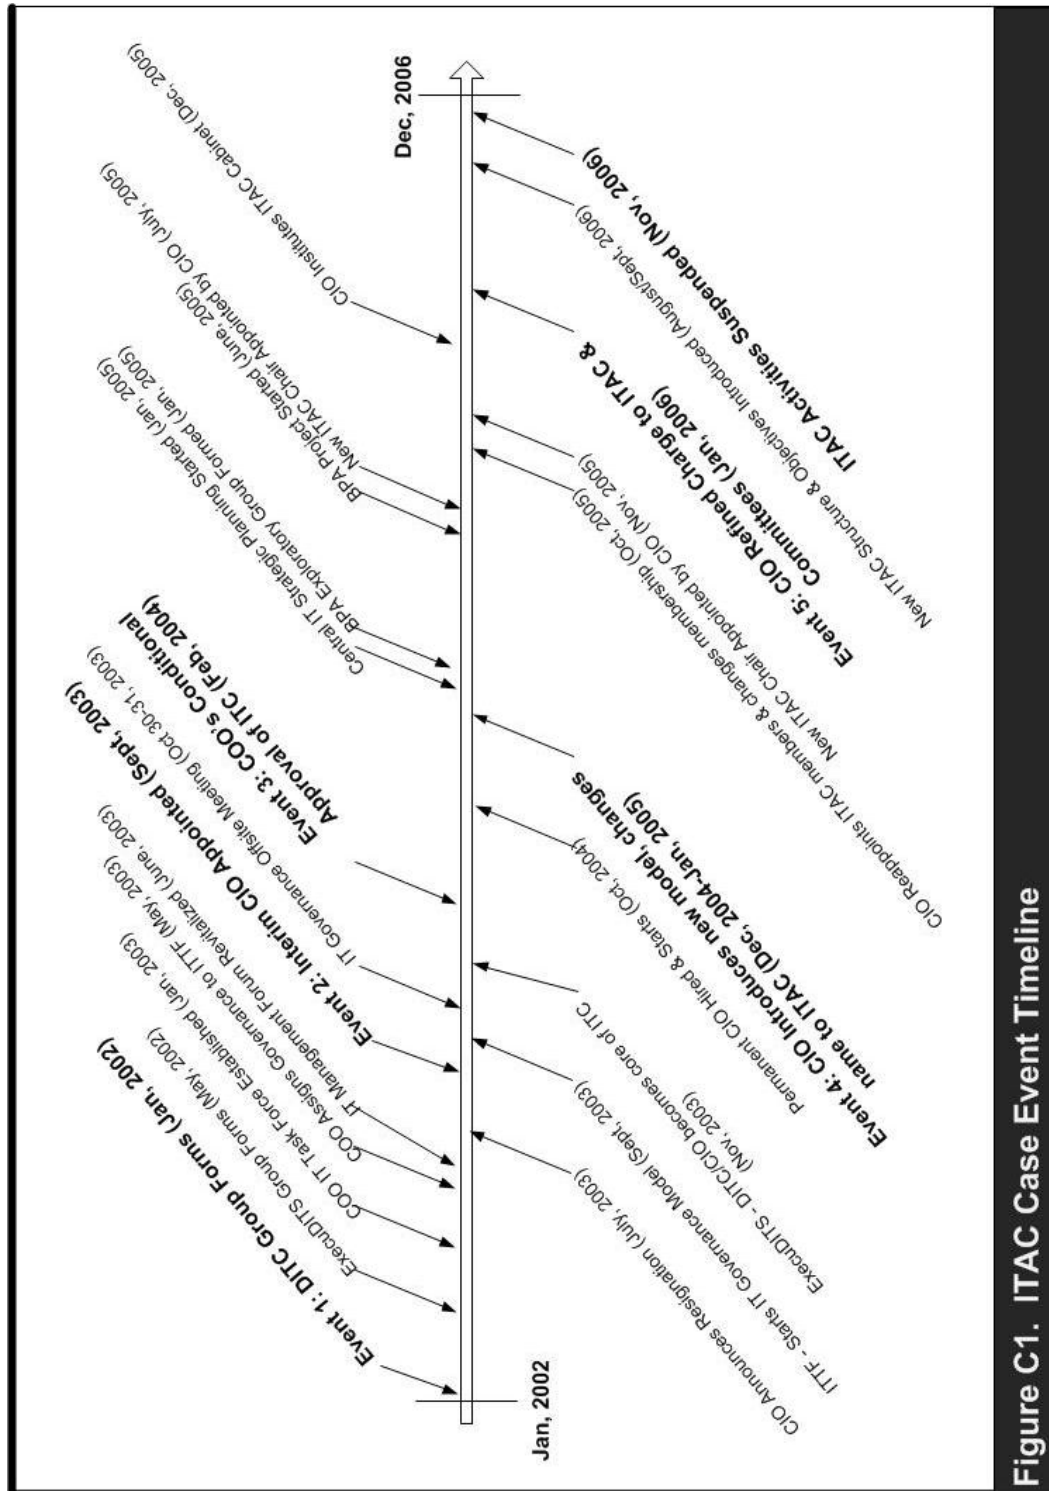 Event 1: DITC Group Forms (Jan, 2002)
ExecuDITS Group Forms (May, 2002)
COO IT Task Force Established (Jan, 2003)
COO Assigns Governance to ITTF (May, 2003)
IT Management Forum Revitalized (June, 2003)
Event 2: Interim CIO Appointed (Sept, 2003)
IT Governance Offsite Meeting (Oct 30-31, 2003)
Event 3: COO's Conditional
Approval of ITC (Feb, 2004)
Central IT Strategic Planning Started (Jan, 2005)
BPA Exploratory Group Formed (Jan, 2005)
BPA Project Started (June, 2005)
New ITAC Chair Appointed by CIO (July, 2005)
CIO Institutes ITAC Cabinet (Dec, 2005)
Jan, 2002
Dec, 2006
CIO Announces Resignation (July, 2003)
ITTF - Starts IT Governance Model (Sept, 2003)
ExecuDITS - DITC/CIO becomes core of ITC
(Nov, 2003)
Permanent CIO Hired & Starts (Oct, 2004)
Event 4: CIO Introduces new model, changes
name to ITAC (Dec, 2004-Jan, 2005)
CIO Reappoints ITAC members & changes membership (Oct, 2005)
New ITAC Chair Appointed by CIO (Nov, 2005)
Event 5: CIO Refined Charge to ITAC &
Committees (Jan, 2006)
New ITAC Structure & Objectives Introduced (August/Sept, 2006)
ITAC Activities Suspended (Nov, 2006)
Figure C1. ITAC Case Event Timeline